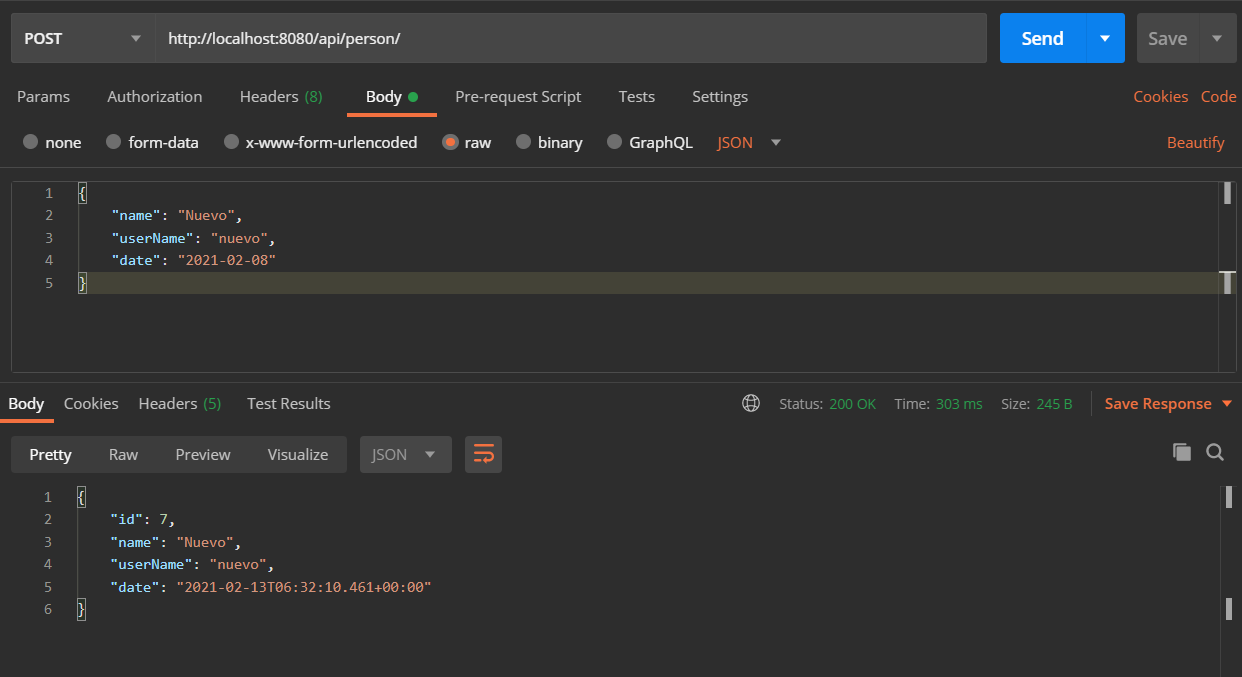 POST http://localhost:8080/api/person/ Send Save
Params Authorization Headers (8) Body Pre-request Script Tests Settings Cookies Code
none form-data x-www-form-urlencoded raw binary GraphQL JSON Beautify
1 {
2 "name": "Nuevo",
3 "userName": "nuevo",
4 "date": "2021-02-08"
5 }
Body Cookies Headers (5) Test Results Status: 200 OK Time: 303 ms Size: 245 B Save Response
Pretty Raw Preview Visualize JSON
1 {
2 "id": 7,
3 "name": "Nuevo",
4 "userName": "nuevo",
5 "date": "2021-02-13T06:32:10.461+00:00"
6 }